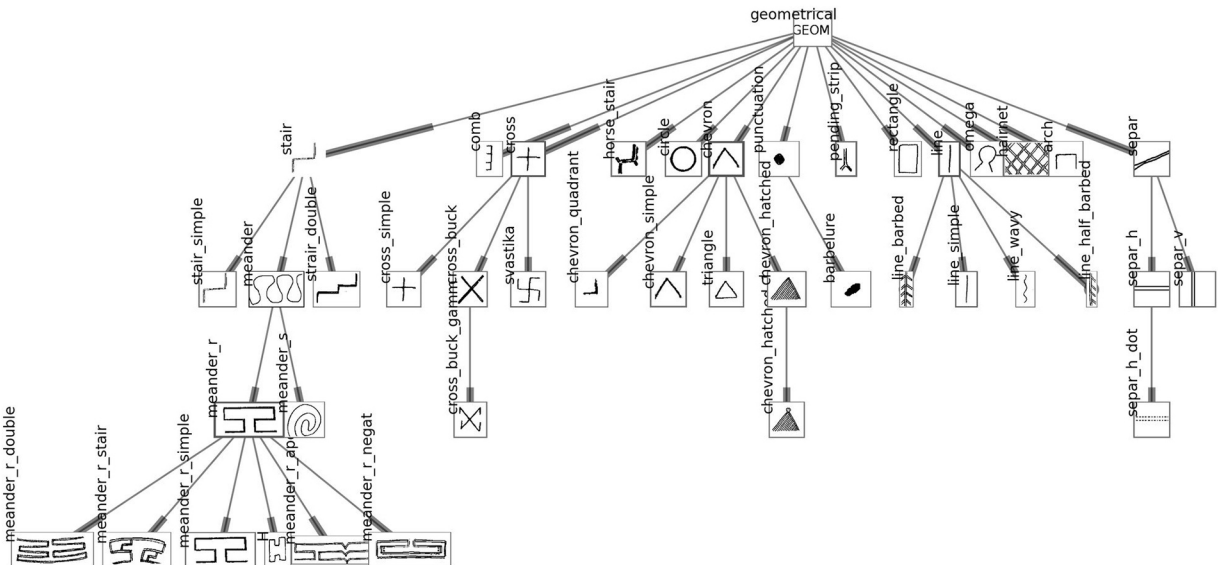 geometrical
GEOM
stair
comb
cross
horse_stair
circle
chevron
punctuation
pending_strip
rectangle
line
omega
hairnet
arch
separ
stair_simple
meander
strair_double
cross_simple
cross_buck
svastika
chevron_quadrant
chevron_simple
triangle
chevron_hatched
barbelure
line_barbed
line_simple
line_wavy
line_half_barbed
separ_h
separ_v
meander_r
meander_s
cross_buck_gamm
chevron_hatched
separ_h_dot
meander_r_double
meander_r_stair
meander_r_simple
H
meander_r_apo
meander_r_negat